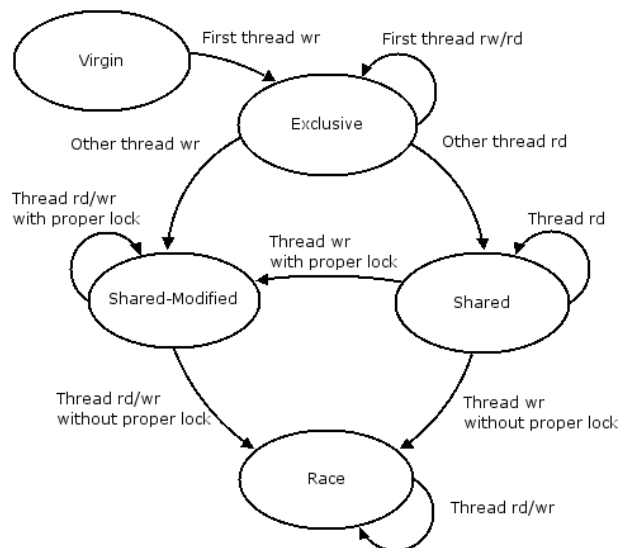 First thread wr
First thread rw/rd
Virgin
Exclusive
Other thread wr
Other thread rd
Thread rd/wr
with proper lock
Thread rd
Thread wr
with proper lock
Shared-Modified
Shared
Thread rd/wr
without proper lock
Thread wr
without proper lock
Race
Thread rd/wr